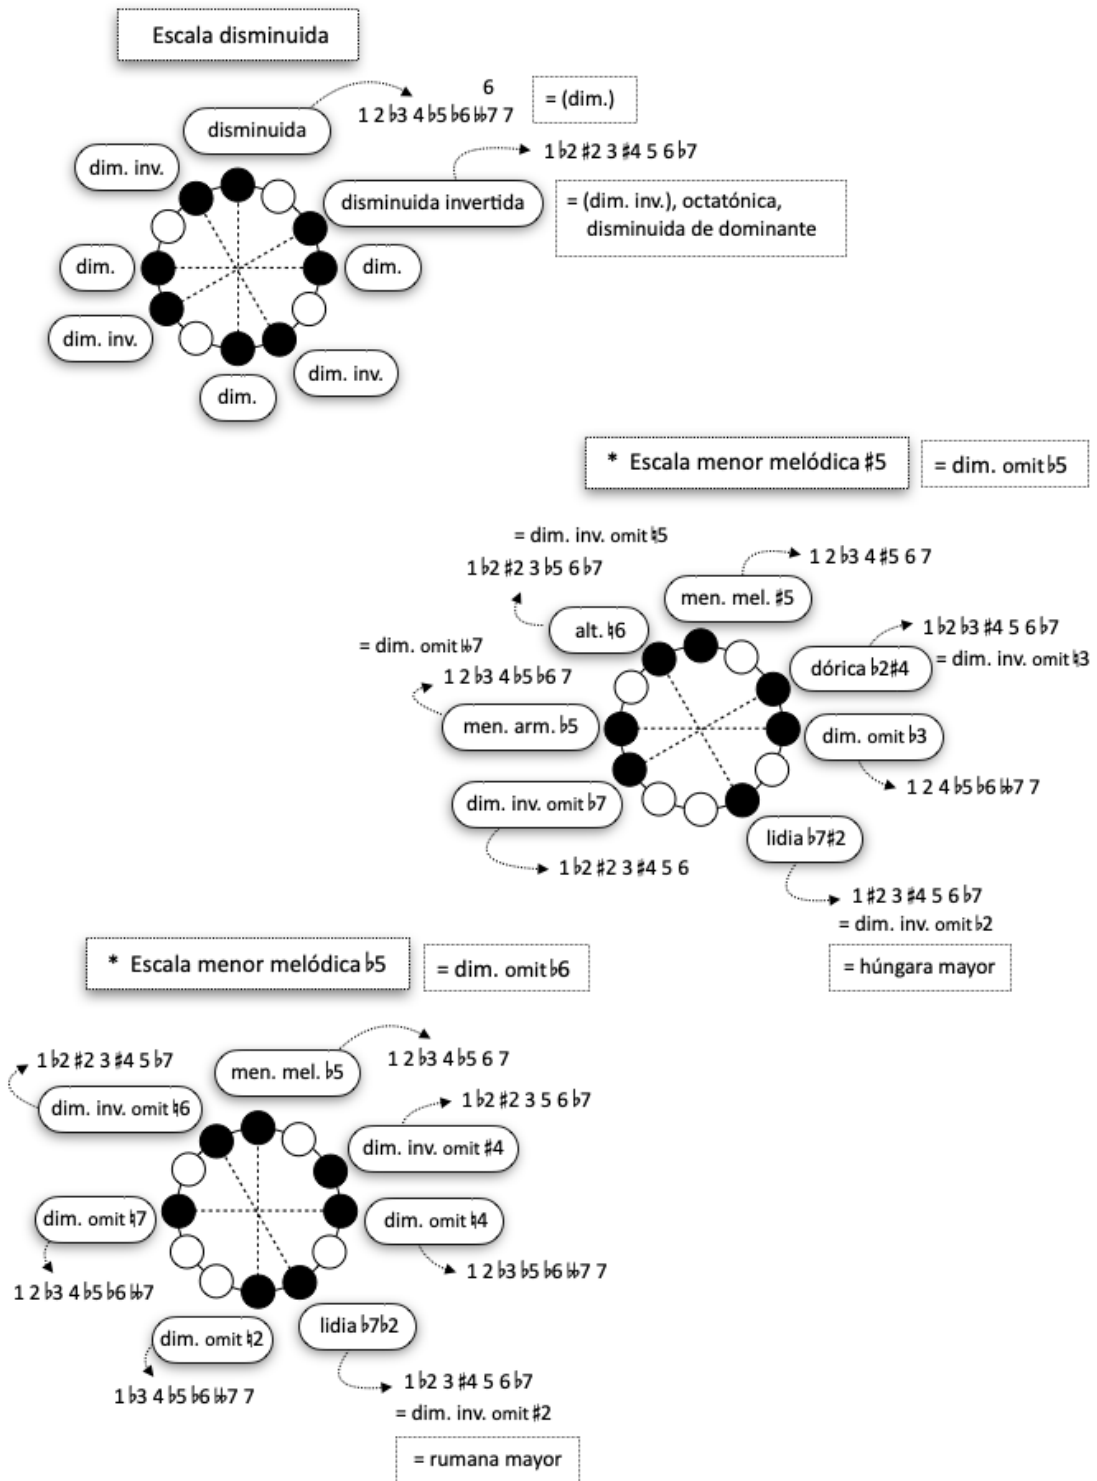 Escala disminuida
6
disminuida
1 2 ♭3 4 ♭5 ♭6 𝄫7 7
= (dim.)
dim. inv.
1 ♭2 ♯2 3 ♯4 5 6 ♭7
disminuida invertida
= (dim. inv.), octatónica,
disminuida de dominante
dim.
dim.
dim. inv.
dim. inv.
dim.
* Escala menor melódica ♯5
= dim. omit ♭5
= dim. inv. omit ♮5
1 ♭2 ♯2 3 ♭5 6 ♭7
1 2 ♭3 4 ♯5 6 7
men. mel. ♯5
alt. ♮6
1 ♭2 ♭3 ♯4 5 6 ♭7
= dim. omit 𝄫7
dórica ♭2♯4
= dim. inv. omit ♮3
1 2 ♭3 4 ♭5 ♭6 7
men. arm. ♭5
dim. omit ♭3
1 2 4 ♭5 ♭6 𝄫7 7
dim. inv. omit ♭7
lidia ♭7♯2
1 ♭2 ♯2 3 ♯4 5 6
1 ♯2 3 ♯4 5 6 ♭7
= dim. inv. omit ♭2
= húngara mayor
* Escala menor melódica ♭5
= dim. omit ♭6
1 ♭2 ♯2 3 ♯4 5 ♭7
men. mel. ♭5
1 2 ♭3 4 ♭5 6 7
dim. inv. omit ♮6
1 ♭2 ♯2 3 5 6 ♭7
dim. inv. omit ♯4
dim. omit ♮7
dim. omit ♮4
1 2 ♭3 4 ♭5 ♭6 𝄫7
1 2 ♭3 ♭5 ♭6 𝄫7 7
dim. omit ♮2
lidia ♭7♭2
1 ♭3 4 ♭5 ♭6 𝄫7 7
1 ♭2 3 ♯4 5 6 ♭7
= dim. inv. omit ♯2
= rumana mayor